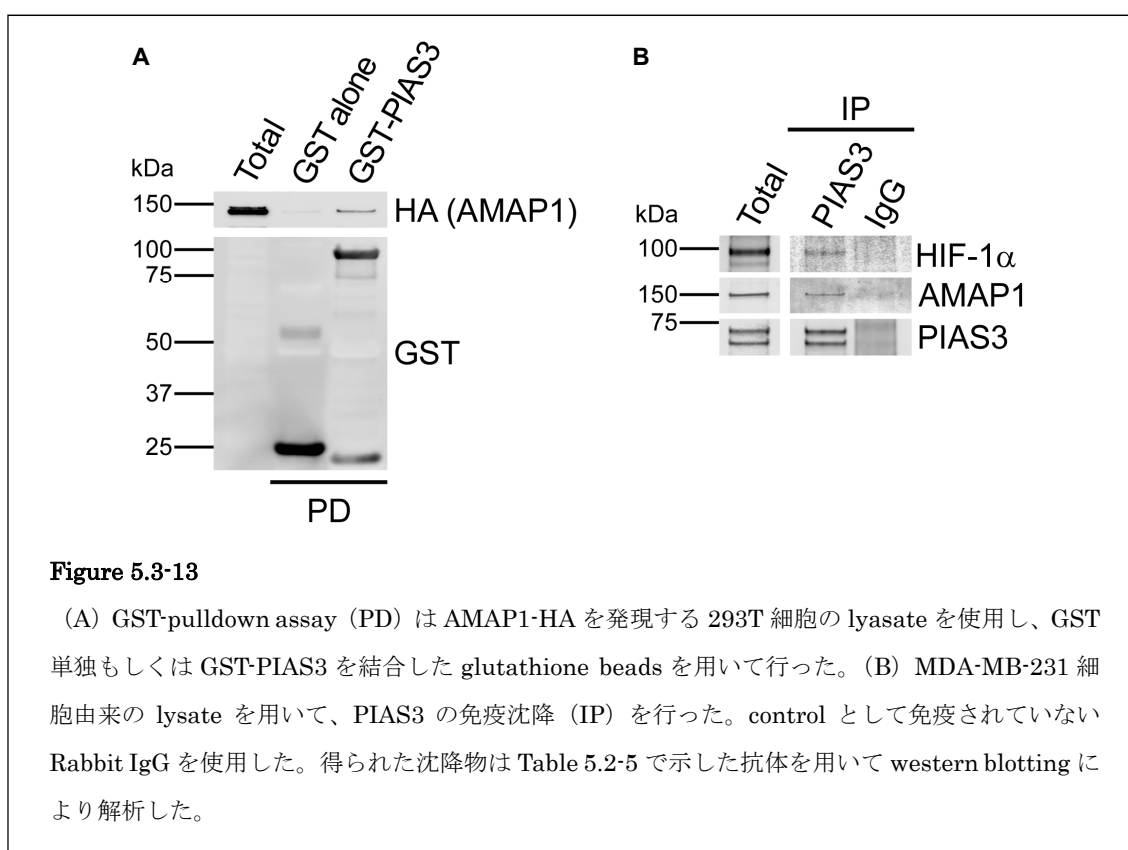 A
Total
GST alone
GST-PIAS3
kDa
150
HA (AMAP1)
100
75
50
GST
37
25
PD
B
IP
Total
PIAS3
IgG
kDa
100
HIF-1α
150
AMAP1
75
PIAS3
Figure 5.3-13
(A)GST-pulldown assay(PD)は AMAP1-HA を発現する 293T 細胞の lyasate を使用し、GST
単独もしくは GST-PIAS3 を結合した glutathione beads を用いて行った。(B)MDA-MB-231 細
胞由来の lysate を用いて、PIAS3 の免疫沈降(IP)を行った。control として免疫されていない
Rabbit IgG を使用した。得られた沈降物は Table 5.2-5 で示した抗体を用いて western blotting に
より解析した。